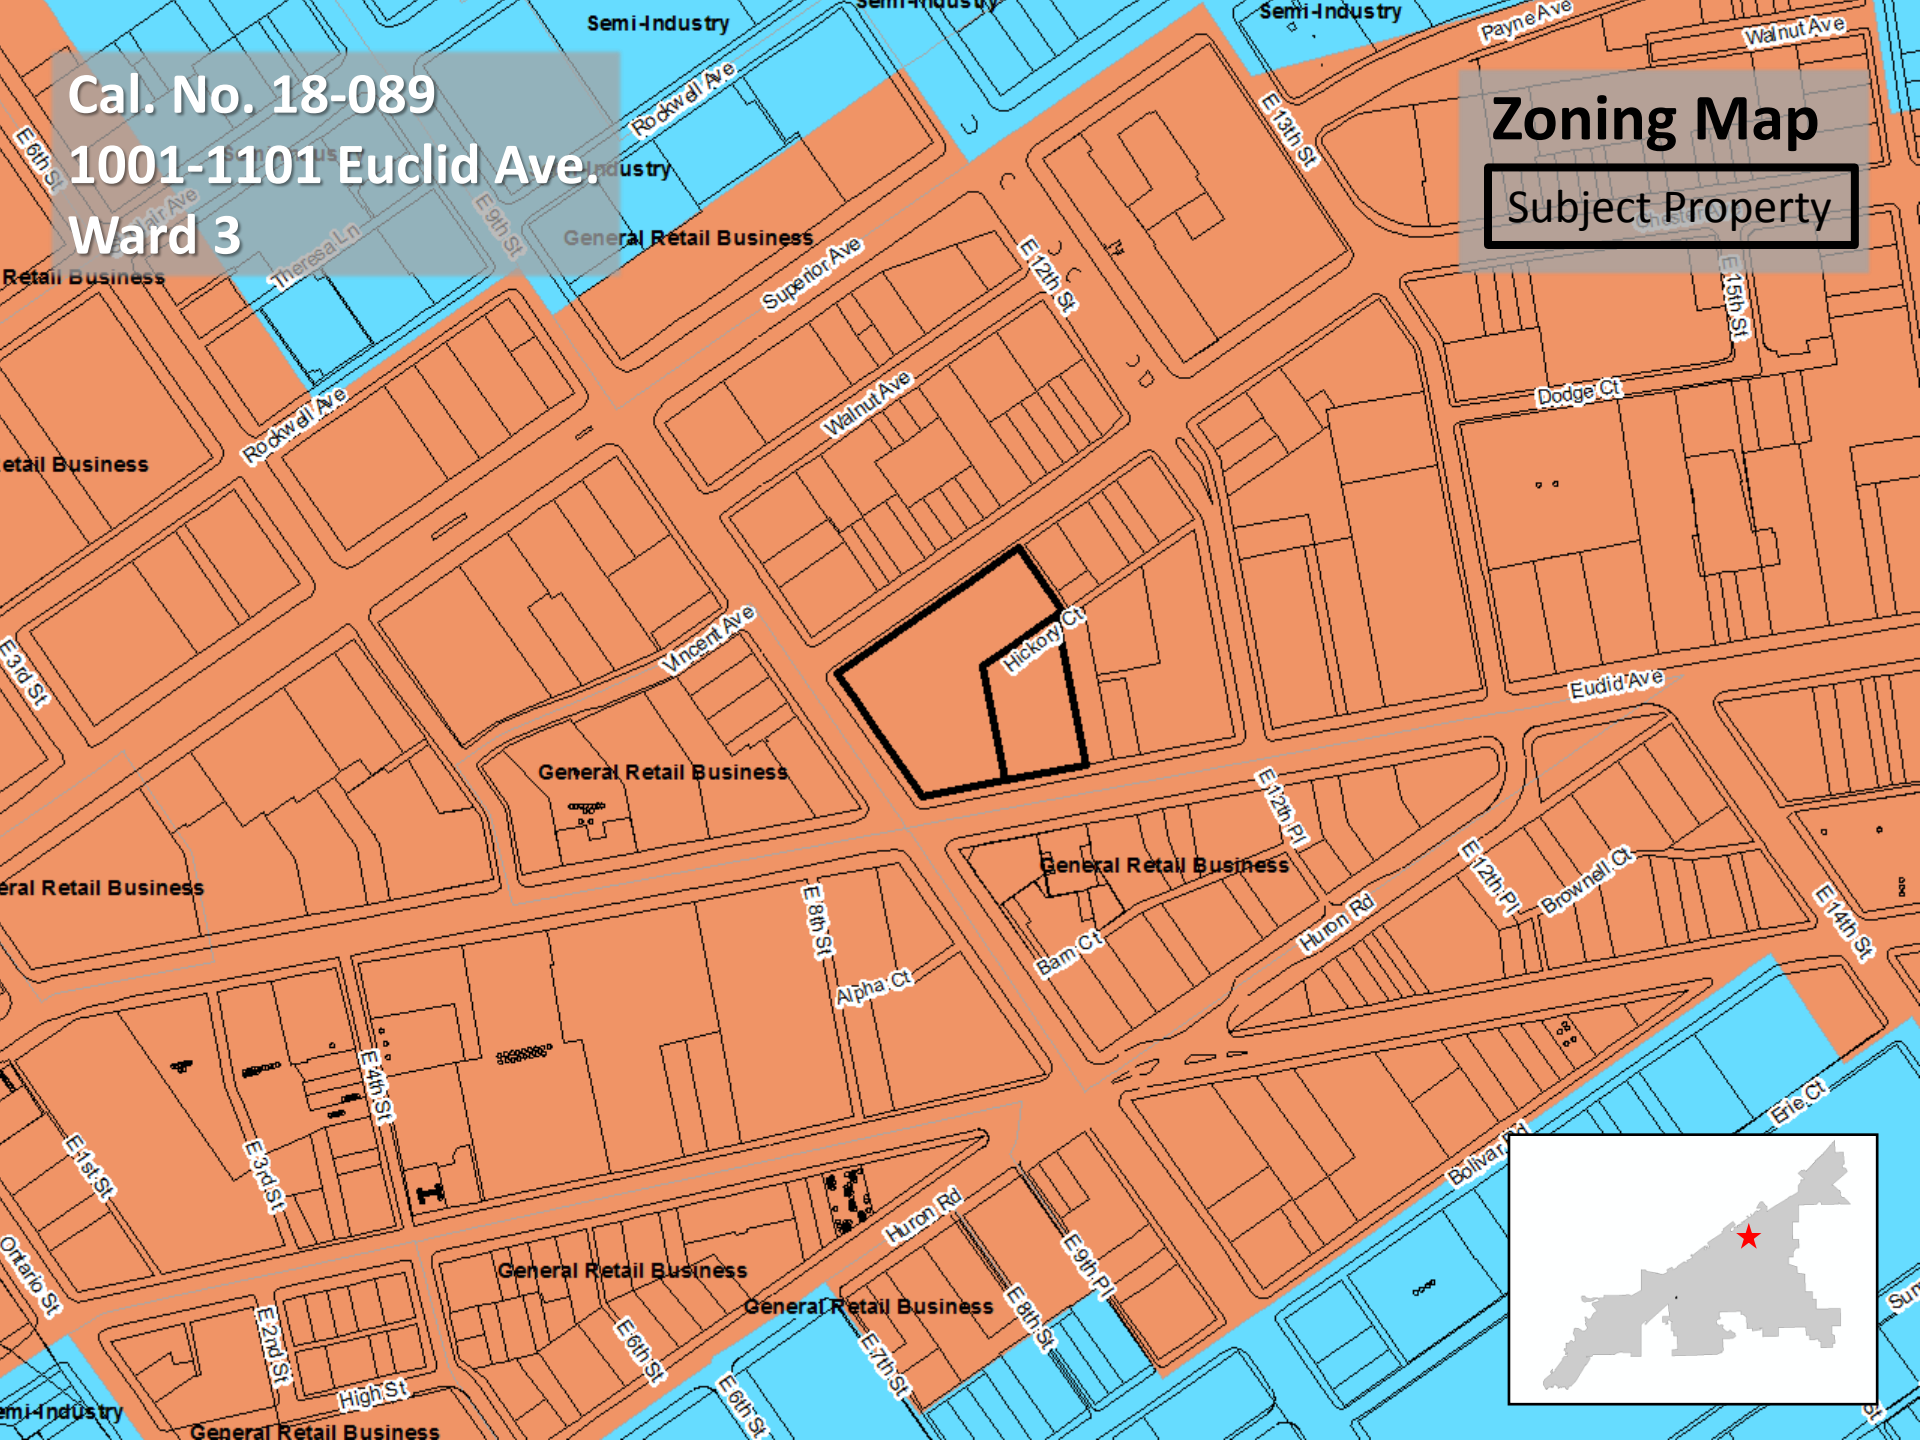 Semi-Industry
Semi-Industry
Semi-Industry
Payne Ave
Walnut Ave
Cal. No. 18-089
1001-1101 Euclid Ave.
Ward 3
Zoning Map
Subject Property
Rockwell Ave
E 13th St
E 6th St
E 9th St
Theresa Ln
General Retail Business
Retail Business
Superior Ave
E 12th St
E 15th St
Chester Ave
Walnut Ave
Dodge Ct
Rockwell Ave
etail Business
Vincent Ave
Hickory Ct
E 3rd St
Euclid Ave
General Retail Business
E 12th Pl
General Retail Business
eral Retail Business
E 8th St
E 12th Pl
Brownell Ct
Huron Rd
E 14th St
Alpha Ct
E 4th St
Erie Ct
E 1st St
E 3rd St
Bolivar Rd
Huron Rd
Ontario St
E 9th Pl
General Retail Business
General Retail Business
E 2nd St
E 6th St
E 7th St
E 8th St
High St
E 6th St
emi-Industry
General Retail Business